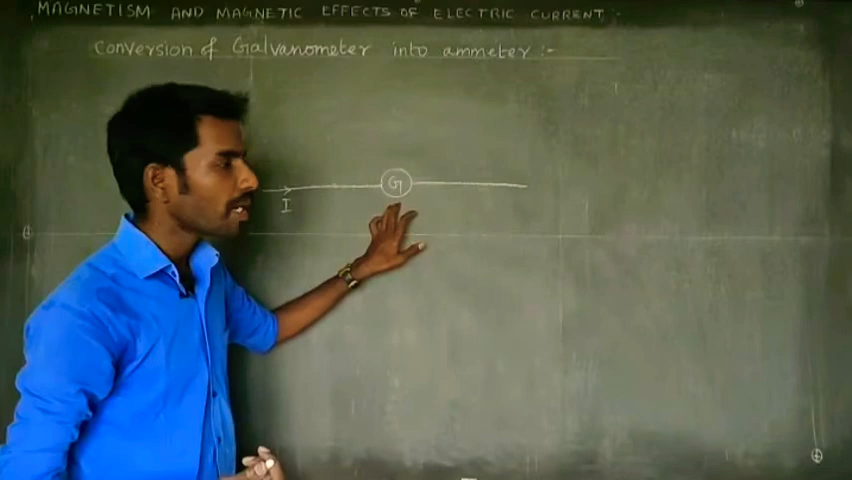 MAGNETISM AND MAGNETIC EFFECTS OF ELECTRIC CURRENT :-
Conversion of Galvanometer into ammeter :-
G
I